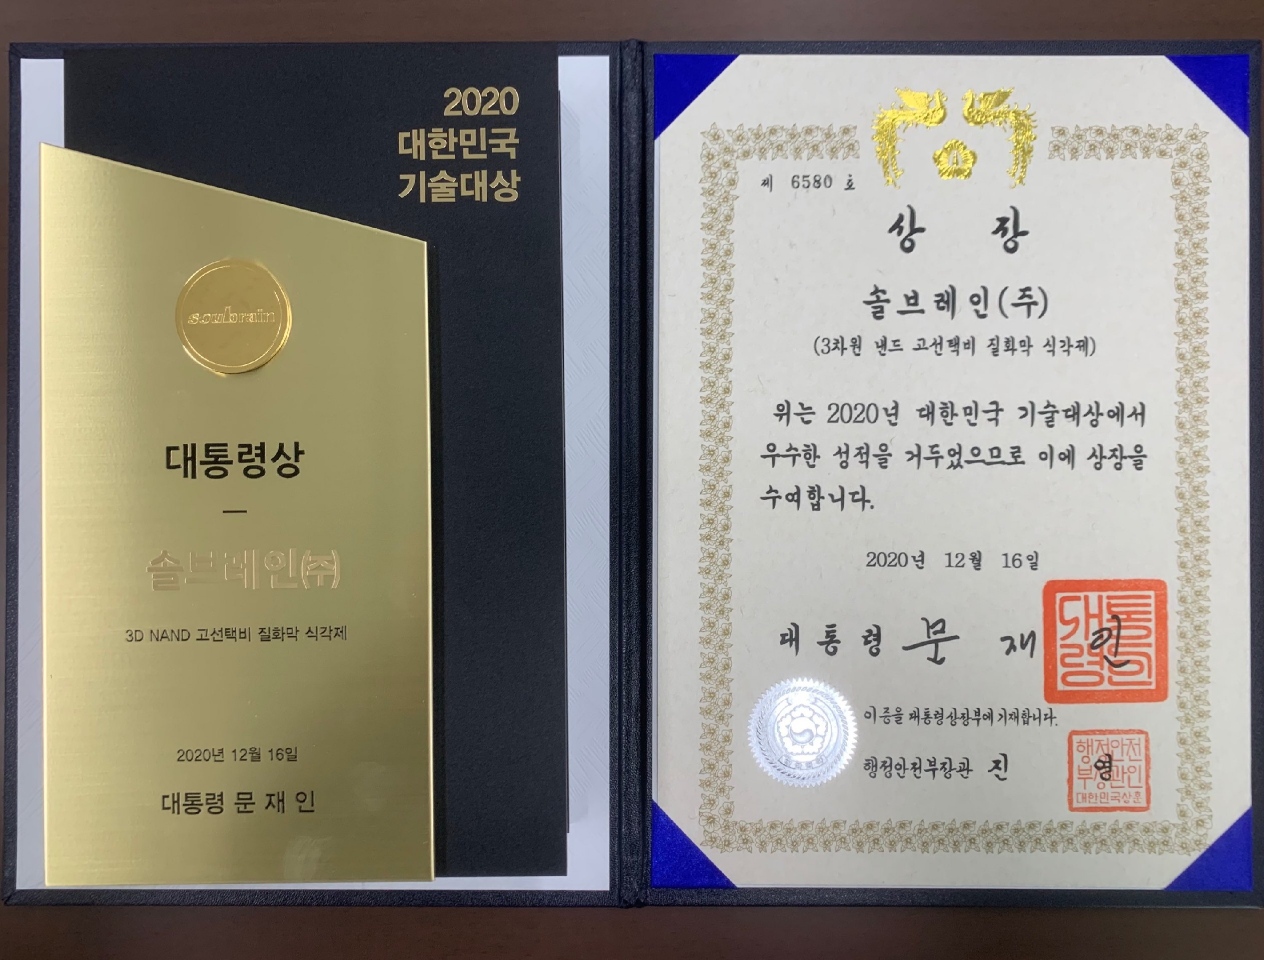 2020
대한민국
기술대상
soulbrain
대통령상
솔브레인㈜
3D NAND 고선택비 질화막 식각제
2020년 12월 16일
대통령 문 재 인
제 6580 호
상 장
솔브레인(주)
(3차원 낸드 고선택비 질화막 식각제)
위는 2020년 대한민국 기술대상에서
우수한 성적을 거두었으므로 이에 상장을
수여합니다.
2020년 12월 16일
대통령 문 재 인
대통령의인
이 증을 대통령상장부에 기재합니다.
행정안전부장관 진 영
행정안전
부장관인
대한민국상훈